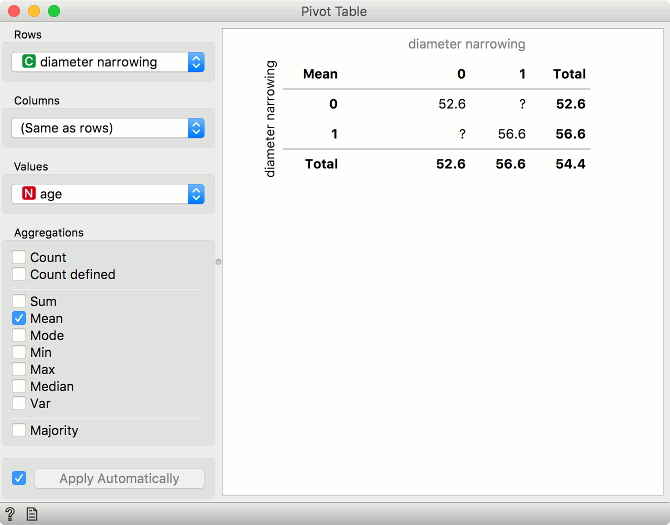 Pivot Table
Rows
C diameter narrowing
Columns
(Same as rows)
Values
N age
Aggregations
Count
Count defined
Sum
Mean
Mode
Min
Max
Median
Var
Majority
Apply Automatically
?
diameter narrowing
diameter narrowing
Mean 0 1 Total
0 52.6 ? 52.6
1 ? 56.6 56.6
Total 52.6 56.6 54.4